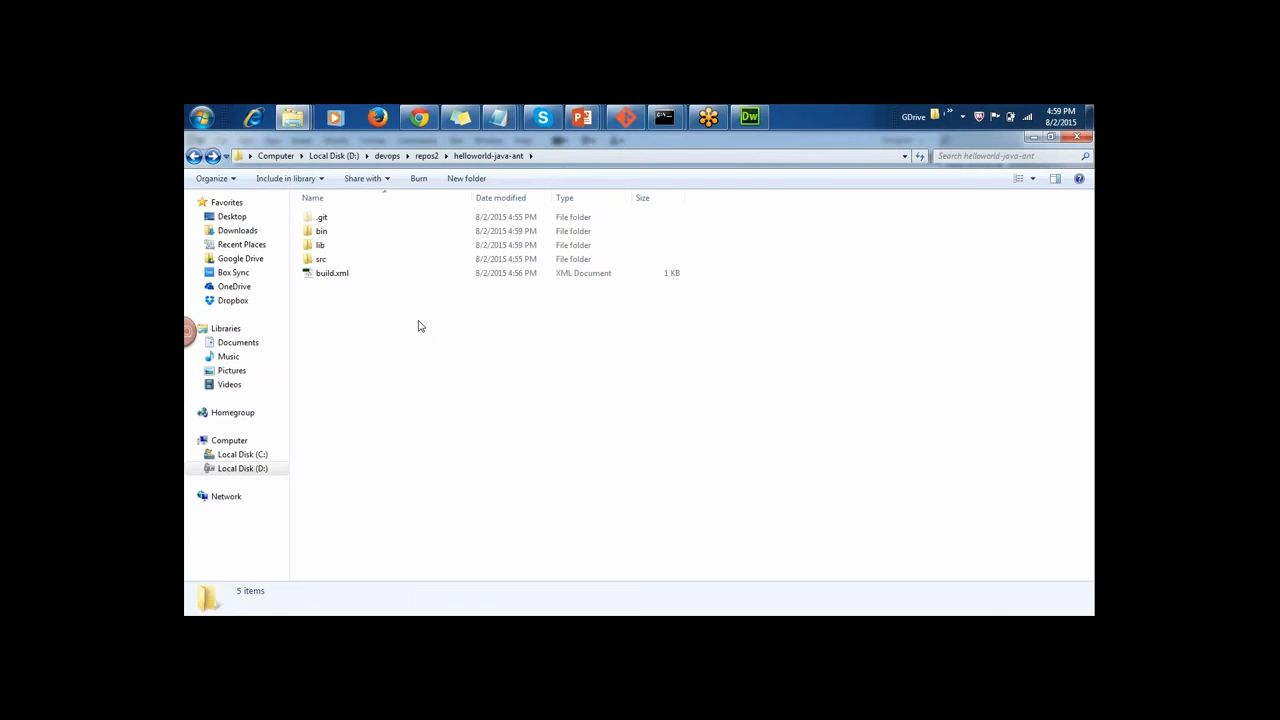 GDrive
»
4:59 PM
8/2/2015
Computer Local Disk (D:) devops repos2 helloworld-java-ant
Search helloworld-java-ant
Organize Include in library Share with Burn New folder
Name Date modified Type Size
Favorites
Desktop
Downloads
Recent Places
Google Drive
Box Sync
OneDrive
Dropbox
Libraries
Documents
Music
Pictures
Videos
Homegroup
Computer
Local Disk (C:)
Local Disk (D:)
Network
.git 8/2/2015 4:55 PM File folder
bin 8/2/2015 4:59 PM File folder
lib 8/2/2015 4:59 PM File folder
src 8/2/2015 4:55 PM File folder
build.xml 8/2/2015 4:56 PM XML Document 1 KB
5 items
Dw